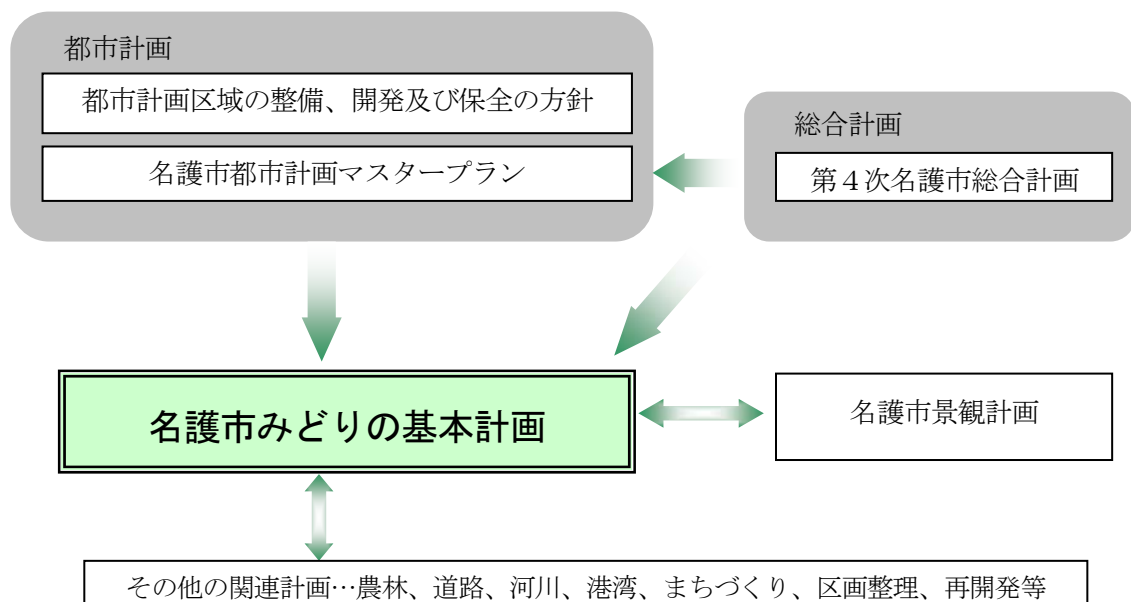 都市計画
都市計画区域の整備、開発及び保全の方針
名護市都市計画マスタープラン
総合計画
第４次名護市総合計画
名護市みどりの基本計画
名護市景観計画
その他の関連計画…農林、道路、河川、港湾、まちづくり、区画整理、再開発等